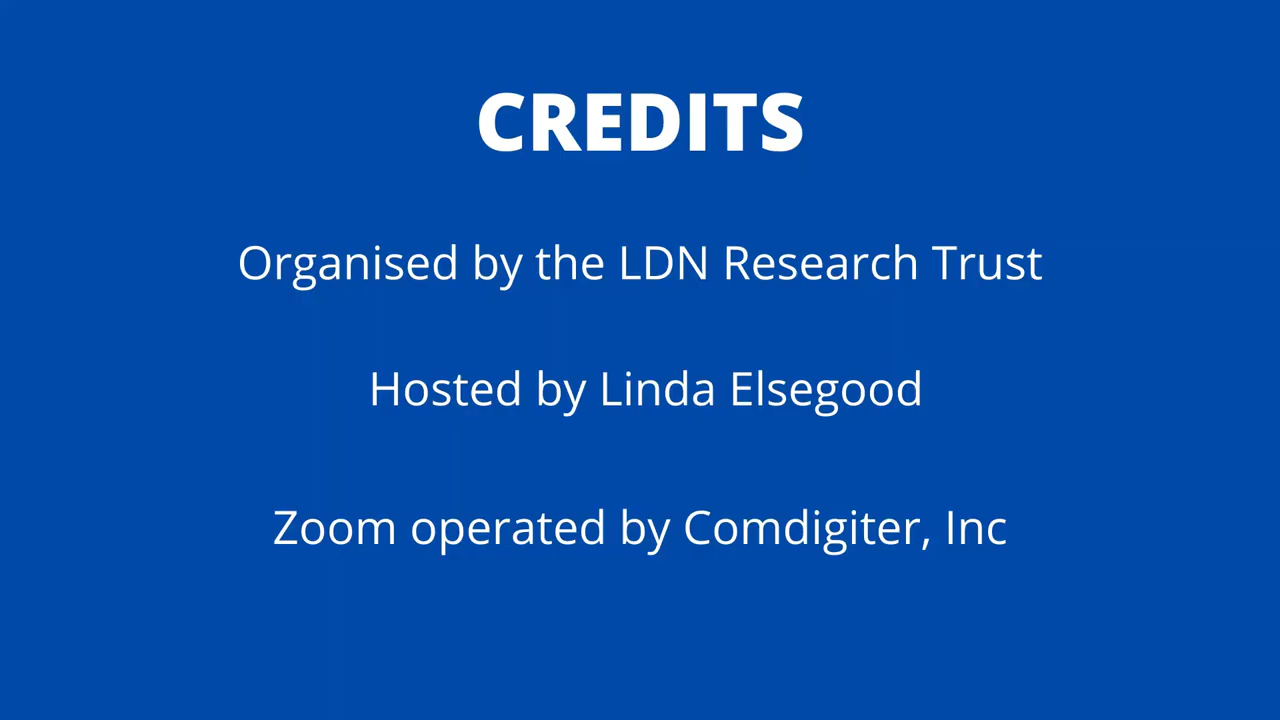 CREDITS
Organised by the LDN Research Trust
Hosted by Linda Elsegood
Zoom operated by Comdigiter, Inc